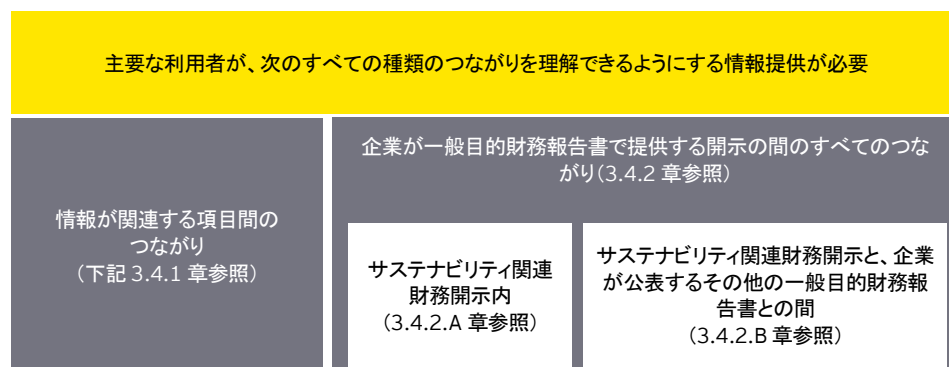 主要な利用者が、次のすべての種類のつながりを理解できるようにする情報提供が必要
情報が関連する項目間の
つながり
（下記 3.4.1 章参照）
企業が一般目的財務報告書で提供する開示の間のすべてのつな
がり(3.4.2 章参照）
サステナビリティ関連
財務開示内
（3.4.2.A 章参照）
サステナビリティ関連財務開示と、企業
が公表するその他の一般目的財務報
告書との間
（3.4.2.B 章参照）